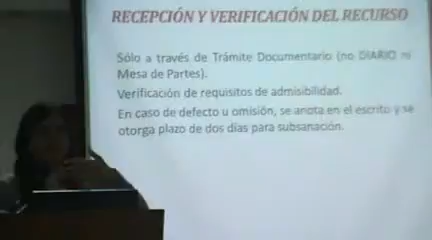 RECEPCIÓN Y VERIFICACIÓN DEL RECURSO
Sólo a través de Trámite Documentario (no DIARIO ni
Mesa de Partes).
Verificación de requisitos de admisibilidad.
En caso de defecto u omisión, se anota en el escrito y se
otorga plazo de dos días para subsanación.